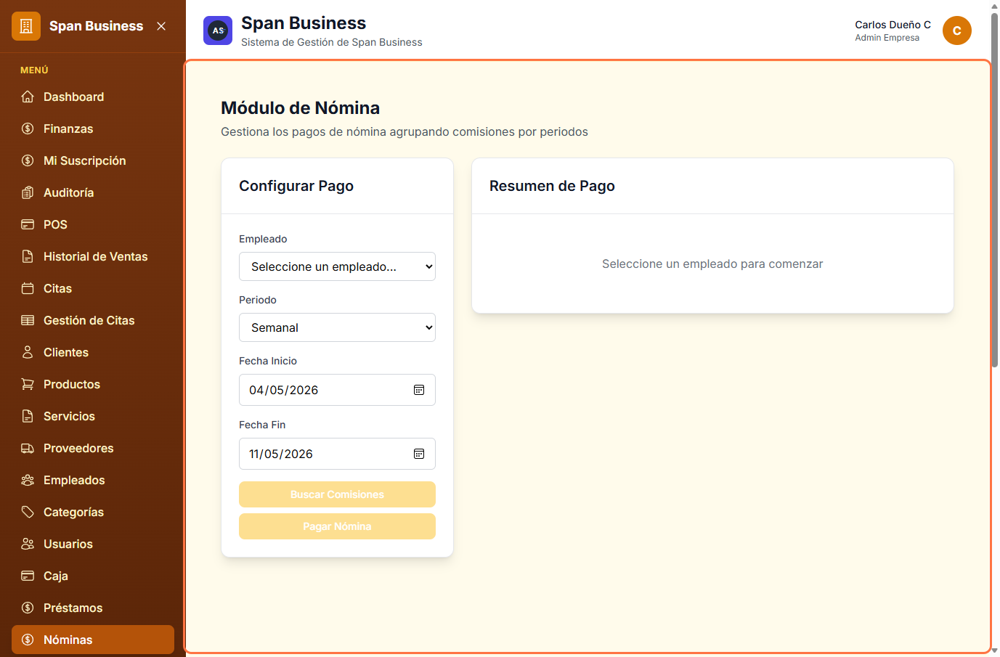 Span Business
MENÚ
Dashboard
Finanzas
Mi Suscripción
Auditoría
POS
Historial de Ventas
Citas
Gestión de Citas
Clientes
Productos
Servicios
Proveedores
Empleados
Categorías
Usuarios
Caja
Préstamos
Nóminas
AS
Span Business
Sistema de Gestión de Span Business
Carlos Dueño C
Admin Empresa
C
Módulo de Nómina
Gestiona los pagos de nómina agrupando comisiones por periodos
Configurar Pago
Empleado
Seleccione un empleado...
Periodo
Semanal
Fecha Inicio
04/05/2026
Fecha Fin
11/05/2026
Buscar Comisiones
Pagar Nómina
Resumen de Pago
Seleccione un empleado para comenzar